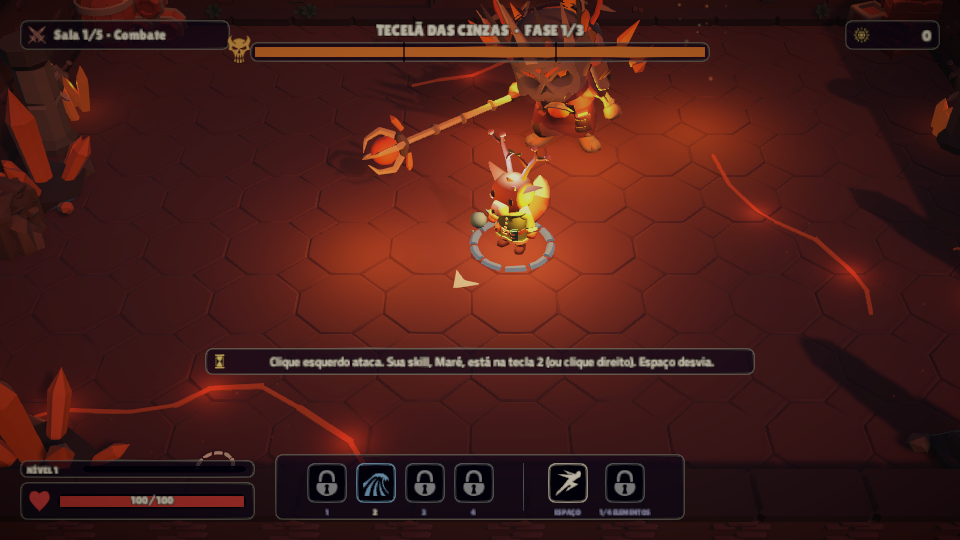 Sala 1/5 - Combate
TECELÃ DAS CINZAS - FASE 1/3
0
Clique esquerdo ataca. Sua skill, Maré, está na tecla 2 (ou clique direito). Espaço desvia.
NÍVEL 1
100/100
1
2
3
4
ESPAÇO
1/4 ELEMENTOS